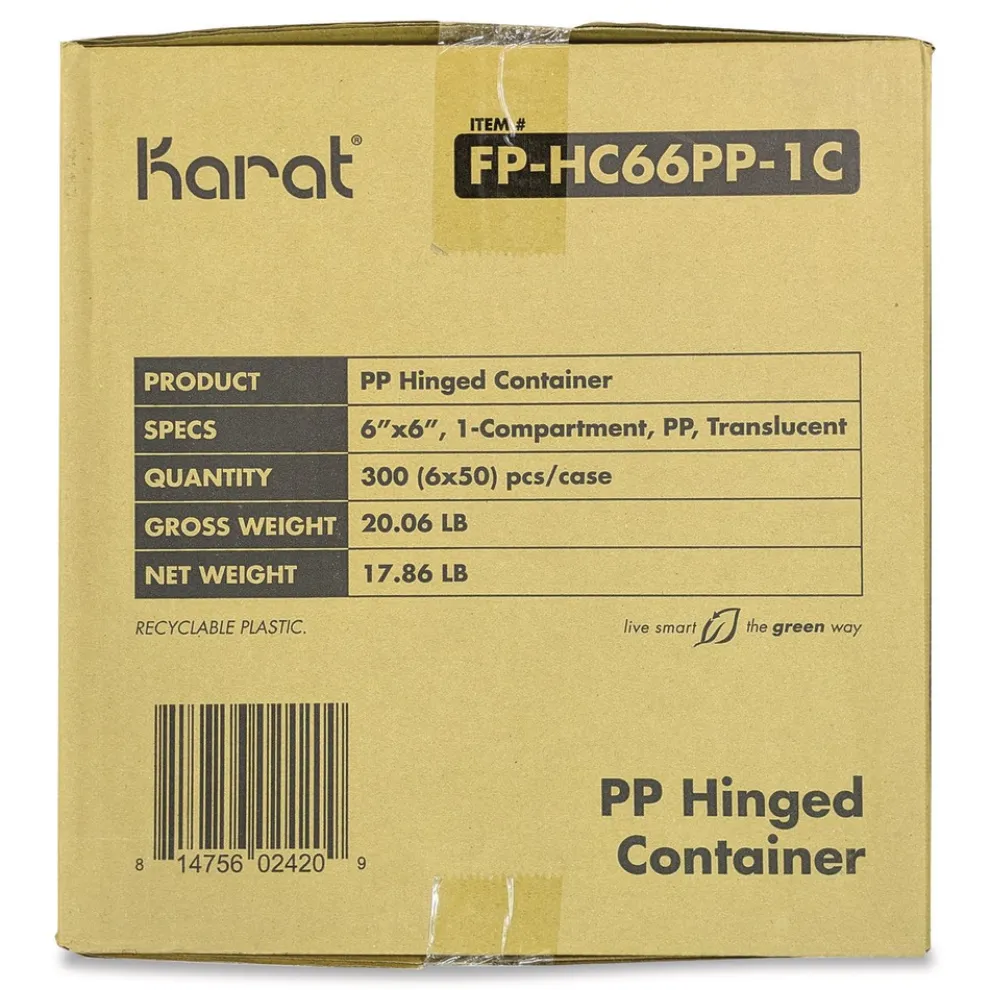 Karat®
ITEM #
FP-HC66PP-1C
PRODUCT PP Hinged Container
SPECS 6”x6”, 1-Compartment, PP, Translucent
QUANTITY 300 (6x50) pcs/case
GROSS WEIGHT 20.06 LB
NET WEIGHT 17.86 LB
RECYCLABLE PLASTIC.
live smart the green way
8 14756 02420 9
PP Hinged
Container